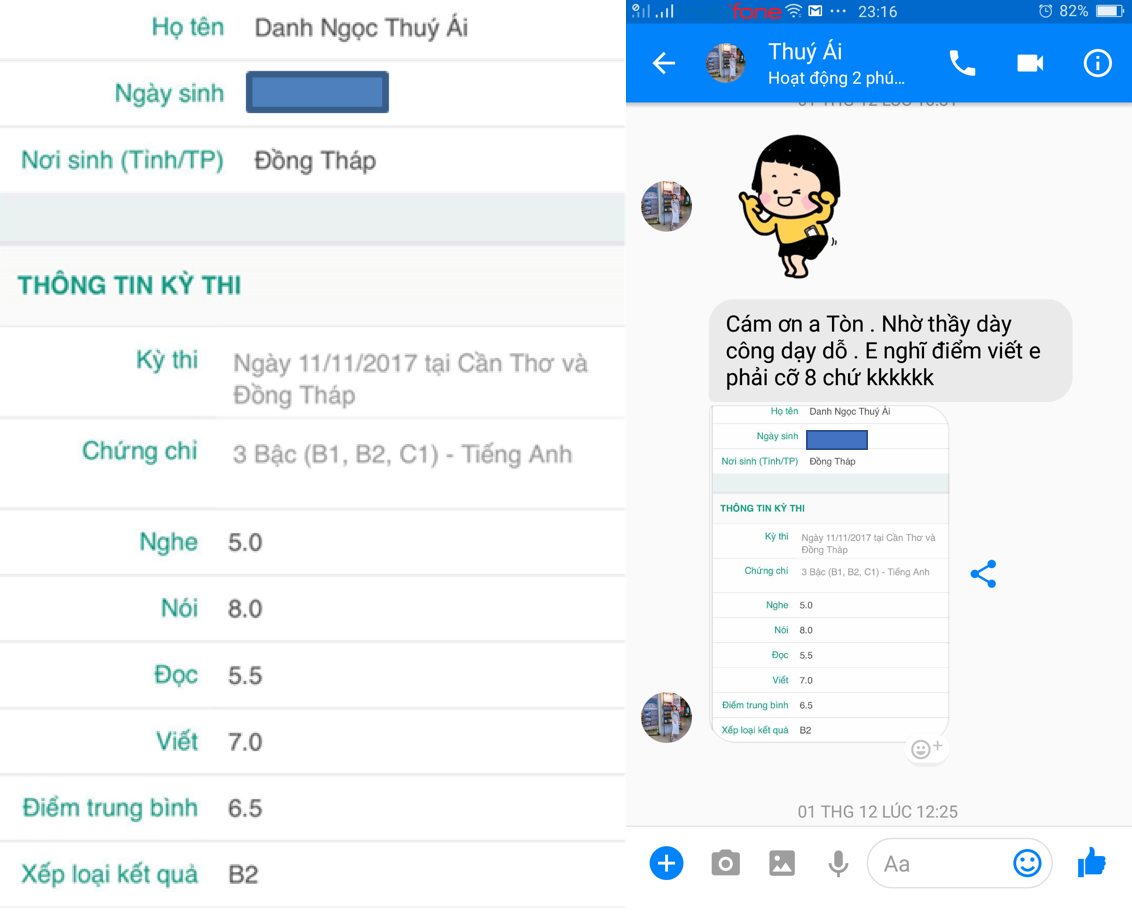 Họ tên Danh Ngọc Thuý Ái
Ngày sinh
Nơi sinh (Tỉnh/TP) Đồng Tháp
THÔNG TIN KỲ THI
Kỳ thi Ngày 11/11/2017 tại Cần Thơ và
Đồng Tháp
Chứng chỉ 3 Bậc (B1, B2, C1) - Tiếng Anh
Nghe 5.0
Nói 8.0
Đọc 5.5
Viết 7.0
Điểm trung bình 6.5
Xếp loại kết quả B2
fone 23:16 82%
Thuý Ái
Hoạt động 2 phú...
Cám ơn a Tòn . Nhờ thầy dày
công dạy dỗ . E nghĩ điểm viết e
phải cỡ 8 chứ kkkkkk
Họ tên Danh Ngọc Thuý Ái
Ngày sinh
Nơi sinh (Tỉnh/TP) Đồng Tháp
THÔNG TIN KỲ THI
Kỳ thi Ngày 11/11/2017 tại Cần Thơ và
Đồng Tháp
Chứng chỉ 3 Bậc (B1, B2, C1) - Tiếng Anh
Nghe 5.0
Nói 8.0
Đọc 5.5
Viết 7.0
Điểm trung bình 6.5
Xếp loại kết quả B2
01 THG 12 LÚC 12:25
Aa